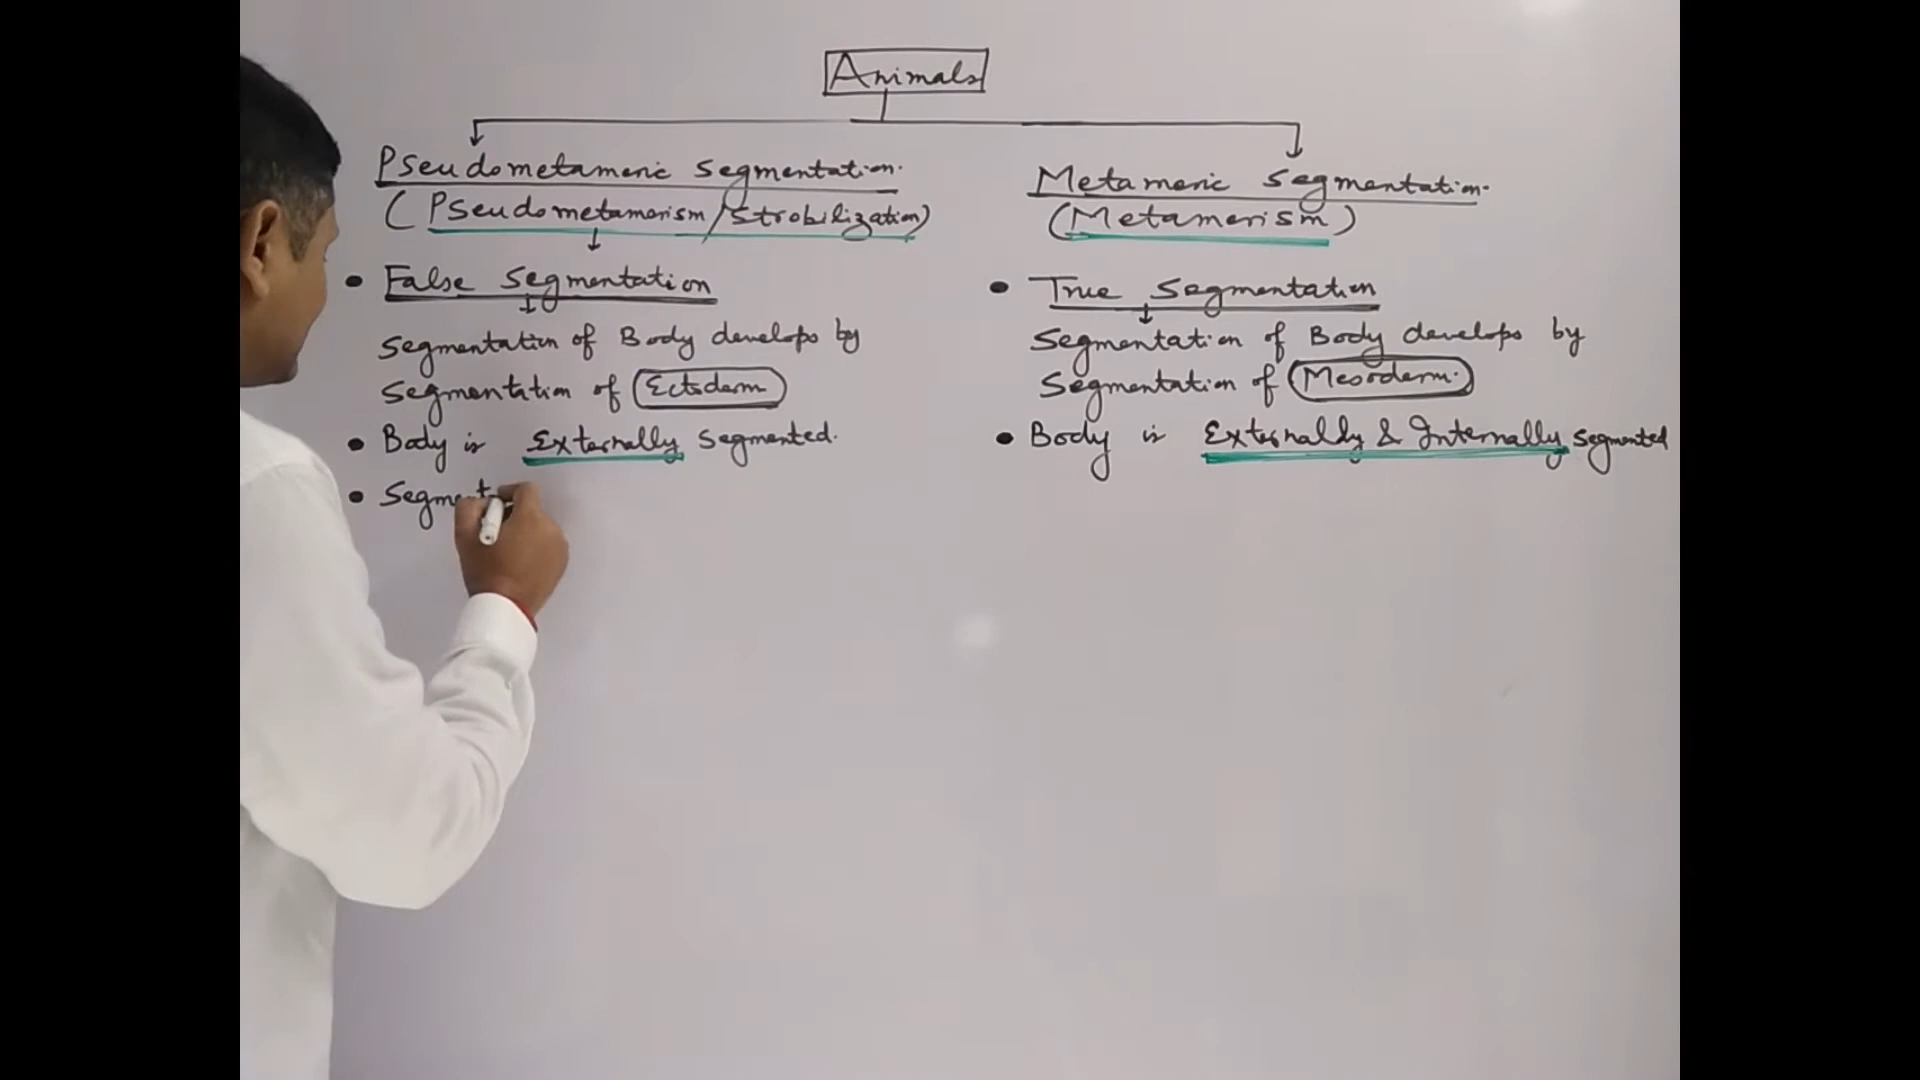 Animals
Pseudometameric segmentation.
(Pseudometamerism/Strobilization)
• False segmentation
segmentation of Body develops by
segmentation of Ectoderm
• Body is Externally segmented.
• Segment
Metameric segmentation.
(Metamerism)
• True segmentation
segmentation of Body develops by
segmentation of Mesoderm.
• Body is Externally & Internally segmented